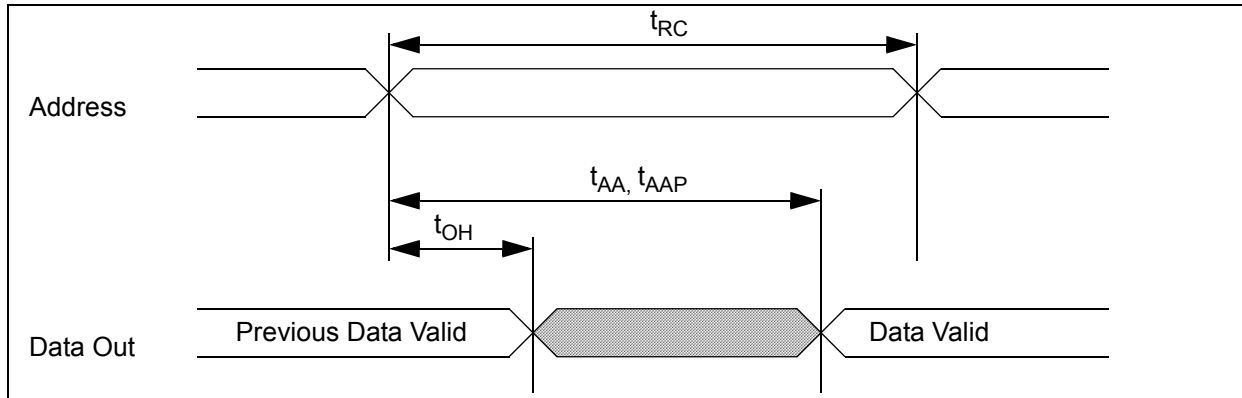 tRC
Address
tAA, tAAP
tOH
Previous Data Valid
Data Valid
Data Out